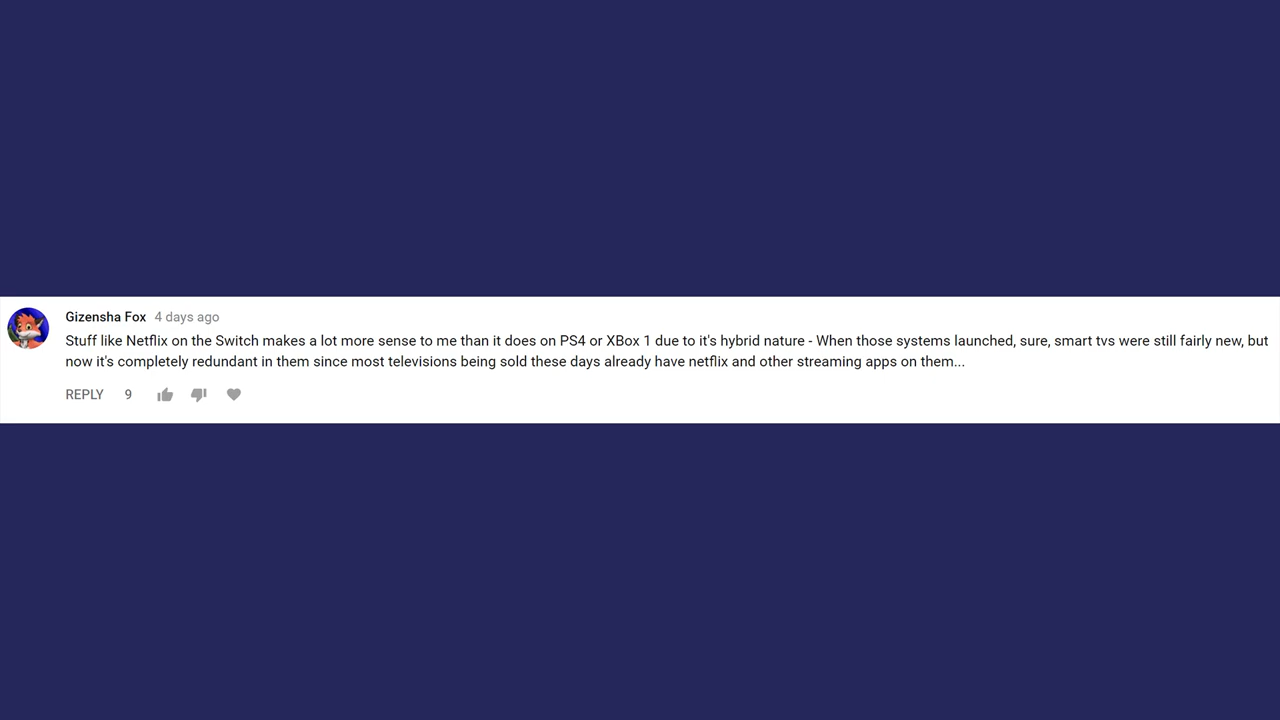 Gizensha Fox 4 days ago
Stuff like Netflix on the Switch makes a lot more sense to me than it does on PS4 or XBox 1 due to it's hybrid nature - When those systems launched, sure, smart tvs were still fairly new, but
now it's completely redundant in them since most televisions being sold these days already have netflix and other streaming apps on them...
REPLY 9